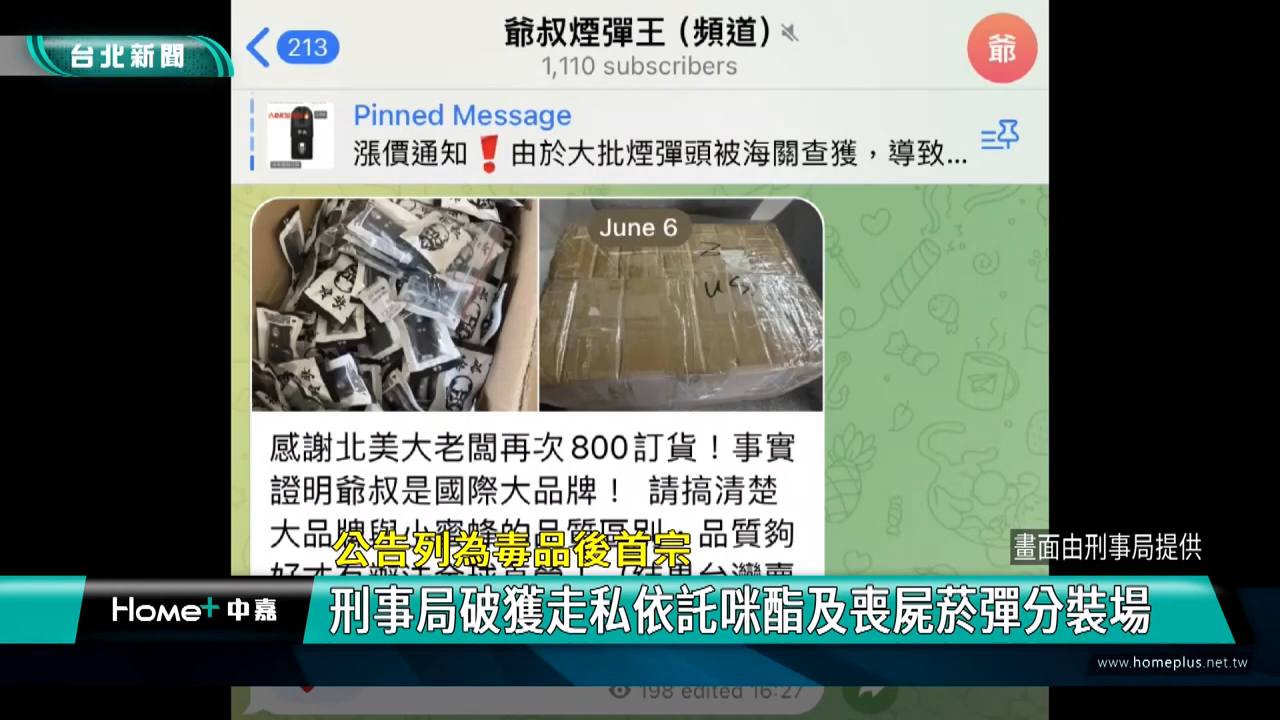 台北新聞
213
爺叔煙彈王（頻道）
1,110 subscribers
爺
Pinned Message
漲價通知❗由於大批煙彈頭被海關查獲，導致...
June 6
感謝北美大老闆再次800訂貨！事實
證明爺叔是國際大品牌！ 請搞清楚
大品牌與小蜜蜂的品質區別，品質夠
公告列為毒品後首宗
畫面由刑事局提供
Home+中嘉
刑事局破獲走私依託咪酯及喪屍菸彈分裝場
www.homeplus.net.tw
198 edited 16:27